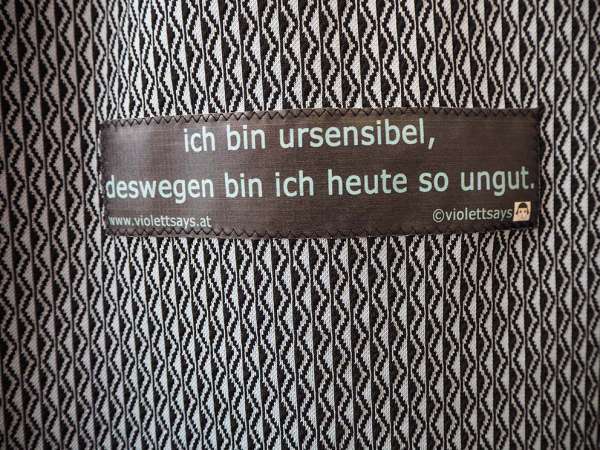 ich bin ursensibel,
deswegen bin ich heute so ungut.
www.violettsays.at ©violettsays